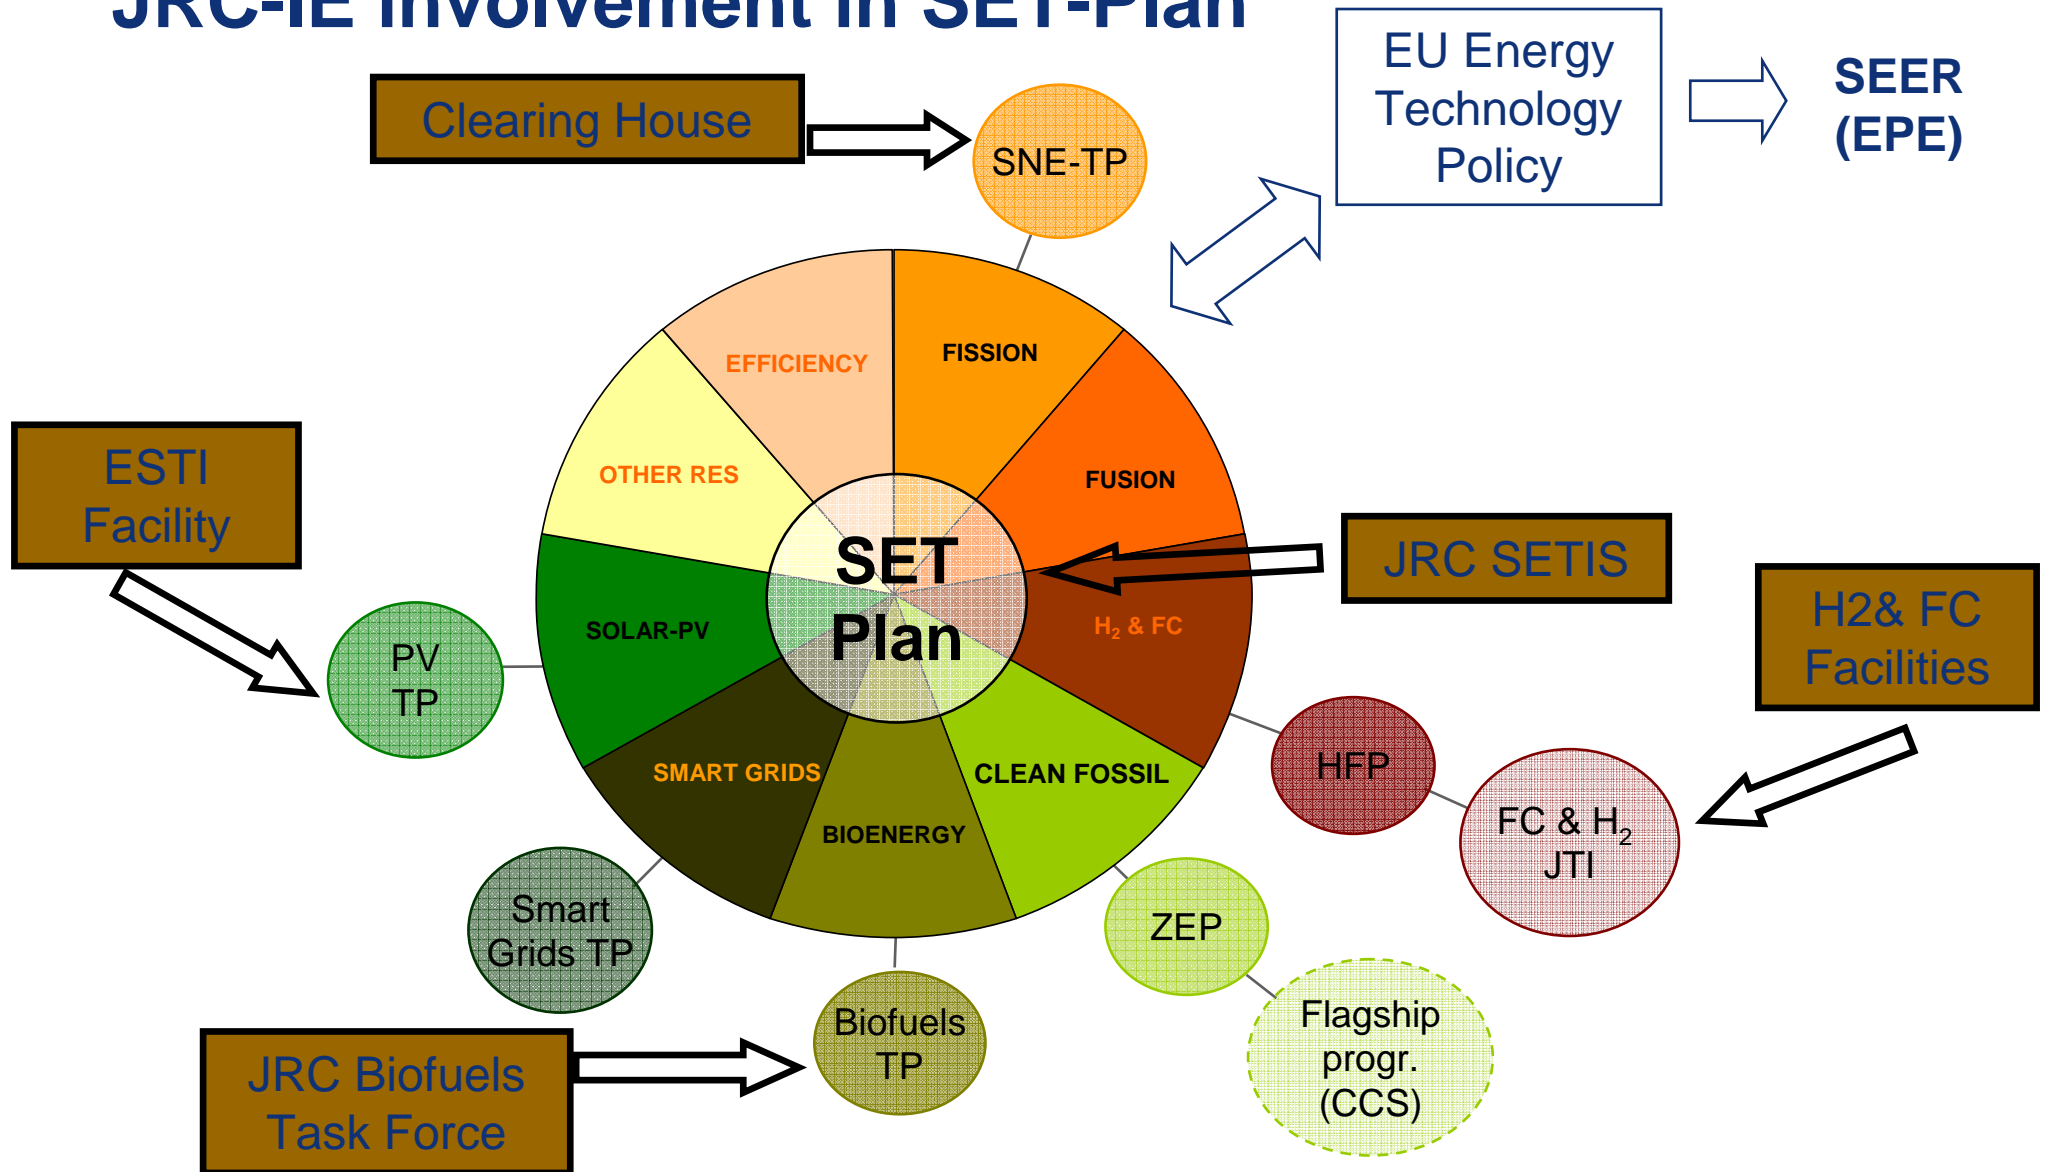 JRC-IE involvement in SET-Plan
EU Energy
Technology
Policy
SEER
(EPE)
Clearing House
SNE-TP
EFFICIENCY
FISSION
OTHER RES
FUSION
ESTI
Facility
SET
Plan
JRC SETIS
SOLAR-PV
H₂ & FC
H2& FC
Facilities
PV
TP
SMART GRIDS
CLEAN FOSSIL
BIOENERGY
HFP
FC & H₂
JTI
Smart
Grids TP
ZEP
Biofuels
TP
Flagship
progr.
(CCS)
JRC Biofuels
Task Force